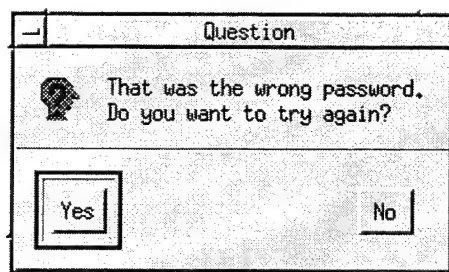 Question
That was the wrong password.
Do you want to try again?
Yes
No